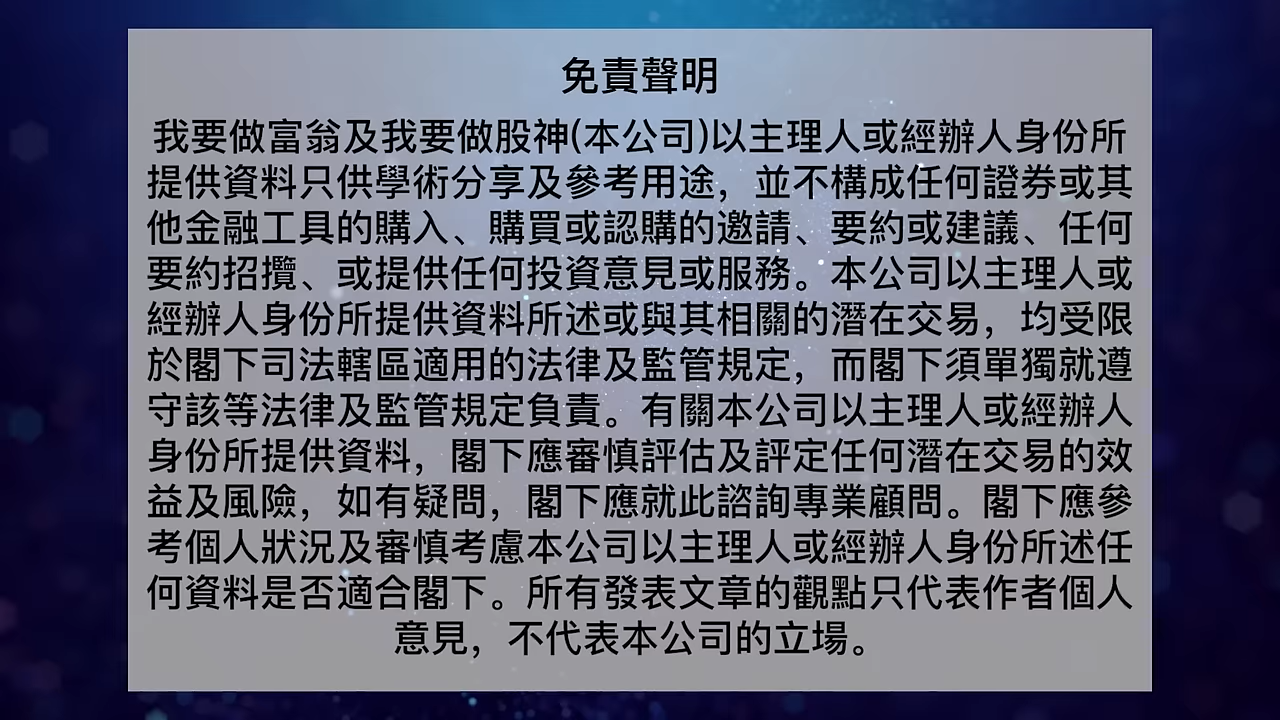 免責聲明
我要做富翁及我要做股神(本公司)以主理人或經辦人身份所
提供資料只供學術分享及參考用途，並不構成任何證券或其
他金融工具的購入、購買或認購的邀請、要約或建議、任何
要約招攬、或提供任何投資意見或服務。本公司以主理人或
經辦人身份所提供資料所述或與其相關的潛在交易，均受限
於閣下司法轄區適用的法律及監管規定，而閣下須單獨就遵
守該等法律及監管規定負責。有關本公司以主理人或經辦人
身份所提供資料，閣下應審慎評估及評定任何潛在交易的效
益及風險，如有疑問，閣下應就此諮詢專業顧問。閣下應參
考個人狀況及審慎考慮本公司以主理人或經辦人身份所述任
何資料是否適合閣下。所有發表文章的觀點只代表作者個人
意見，不代表本公司的立場。